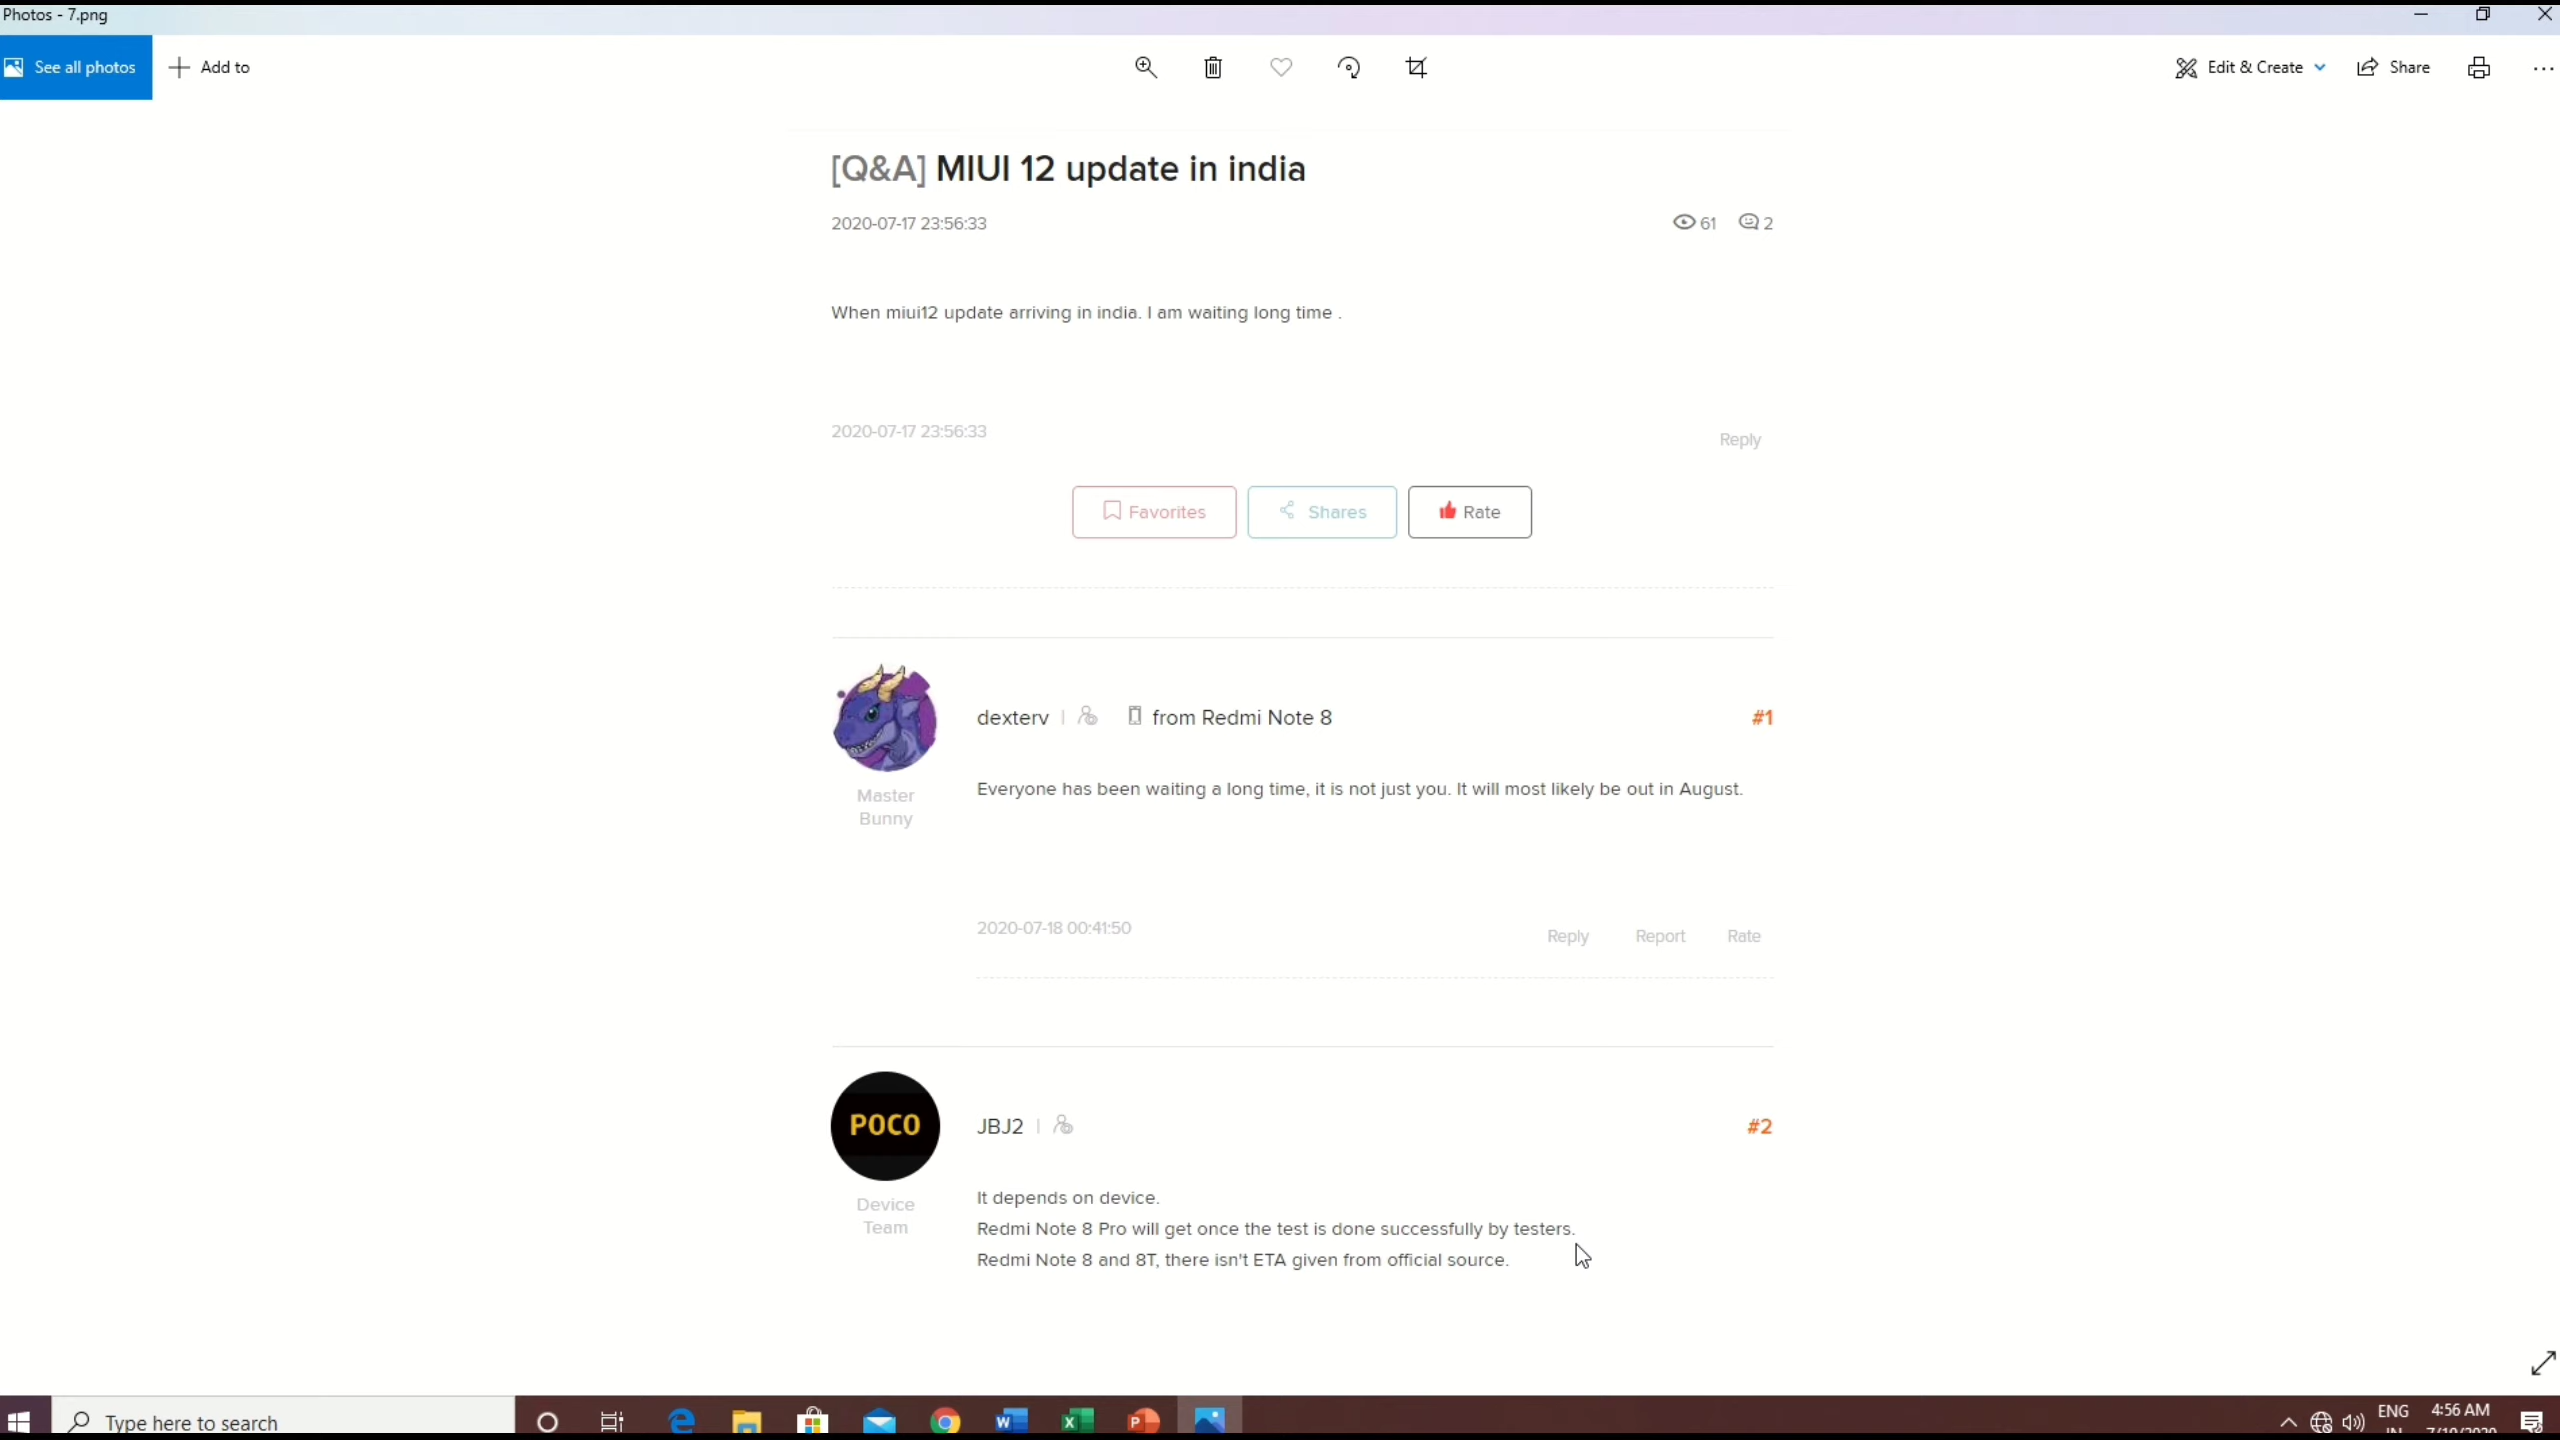 Photos - 7.png
See all photos
Add to
Edit & Create
Share
[Q&A] MIUI 12 update in india
2020-07-17 23:56:33
61
2
When miui12 update arriving in india. I am waiting long time .
2020-07-17 23:56:33
Reply
Favorites
Shares
Rate
dexterv
from Redmi Note 8
#1
Master
Bunny
Everyone has been waiting a long time, it is not just you. It will most likely be out in August.
2020-07-18 00:41:50
Reply
Report
Rate
POCO
JBJ2
#2
Device
Team
It depends on device.
Redmi Note 8 Pro will get once the test is done successfully by testers.
Redmi Note 8 and 8T, there isn't ETA given from official source.
Type here to search
ENG
4:56 AM